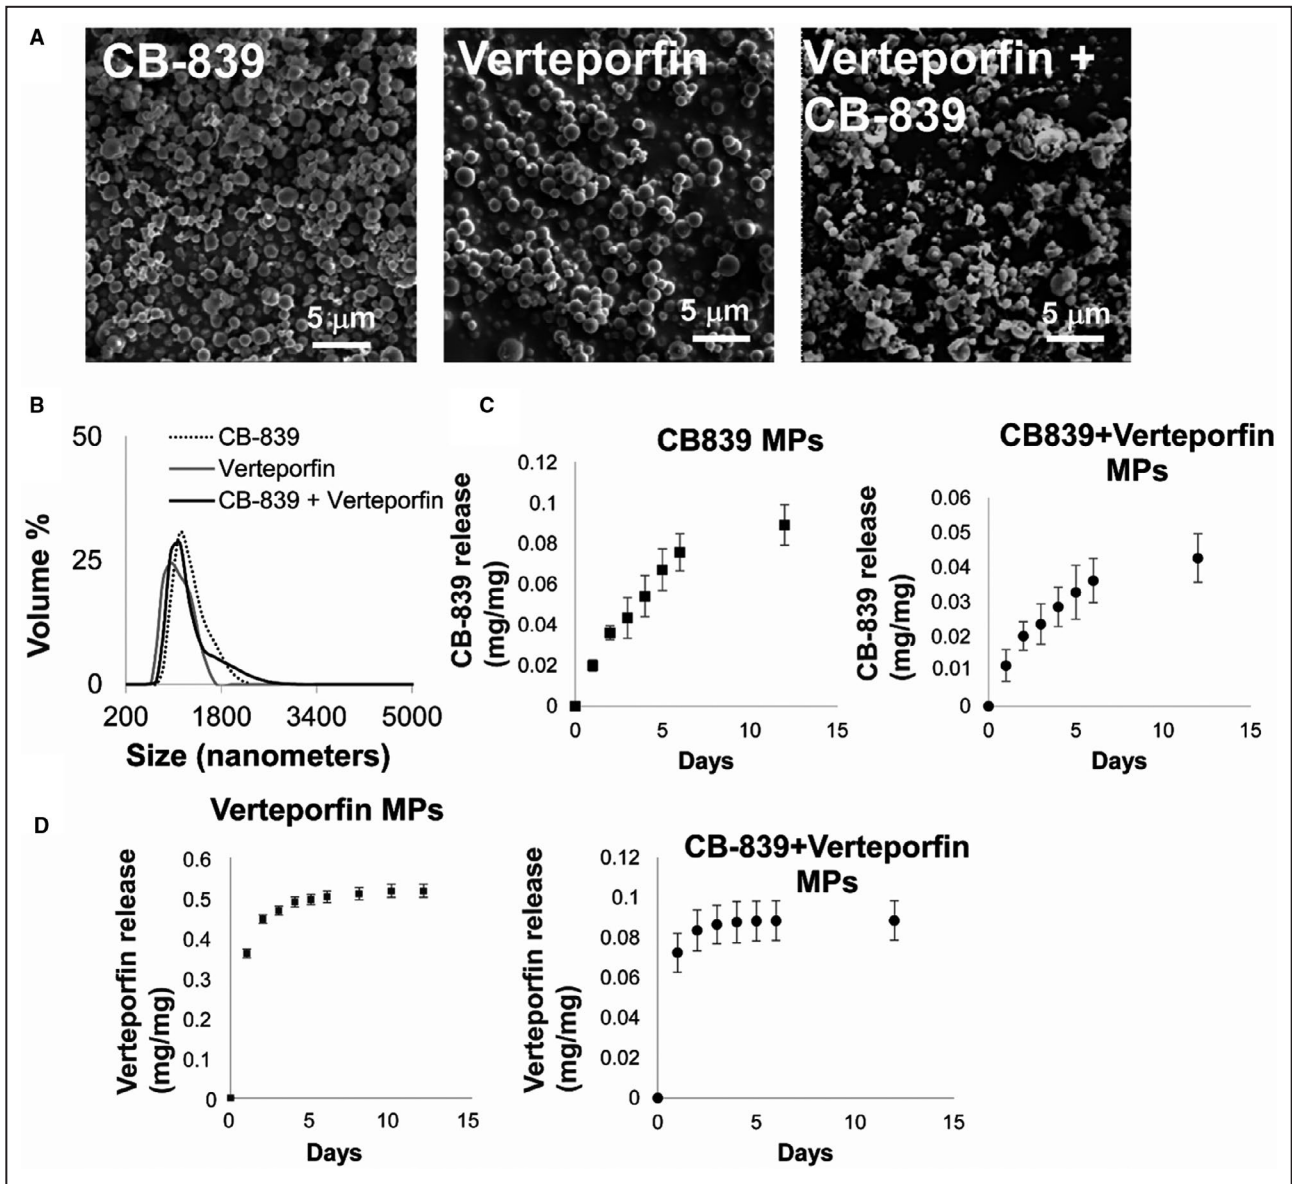 A
CB-839
Verteporfin
Verteporfin +
CB-839
5 μm
5 μm
5 μm
B
50
25
0
Volume %
CB-839
Verteporfin
CB-839 + Verteporfin
200
1800
3400
5000
Size (nanometers)
C
CB839 MPs
CB-839 release
(mg/mg)
0.12
0.1
0.08
0.06
0.04
0.02
0
0
5
10
15
Days
CB839+Verteporfin
MPs
CB-839 release
(mg/mg)
0.06
0.05
0.04
0.03
0.02
0.01
0
0
5
10
15
Days
D
Verteporfin MPs
Verteporfin release
(mg/mg)
0.6
0.5
0.4
0.3
0.2
0.1
0
0
5
10
15
Days
CB-839+Verteporfin
MPs
Verteporfin release
(mg/mg)
0.12
0.1
0.08
0.06
0.04
0.02
0
0
5
10
15
Days